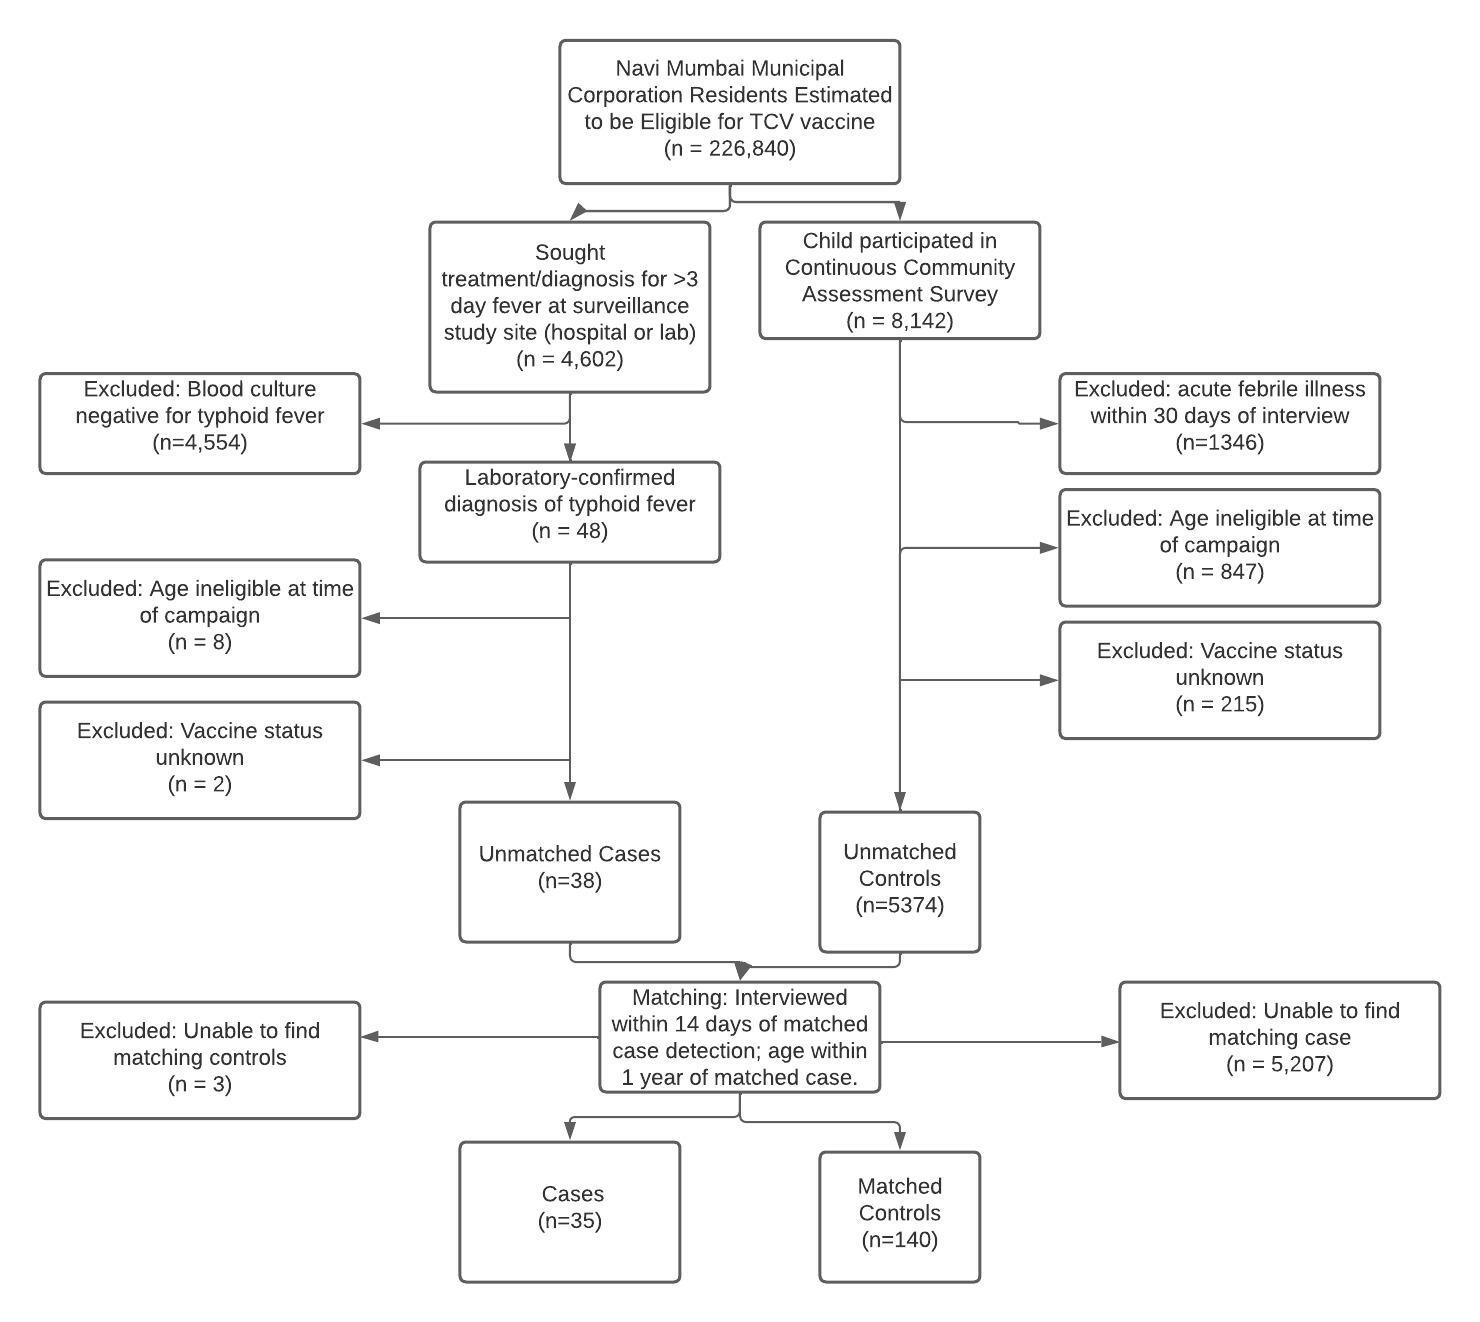 Navi Mumbai Municipal
Corporation Residents Estimated
to be Eligible for TCV vaccine
(n = 226,840)
Sought
treatment/diagnosis for >3
day fever at surveillance
study site (hospital or lab)
(n = 4,602)
Child participated in
Continuous Community
Assessment Survey
(n = 8,142)
Excluded: Blood culture
negative for typhoid fever
(n=4,554)
Excluded: acute febrile illness
within 30 days of interview
(n=1346)
Laboratory-confirmed
diagnosis of typhoid fever
(n = 48)
Excluded: Age ineligible at time
of campaign
(n = 847)
Excluded: Age ineligible at time
of campaign
(n = 8)
Excluded: Vaccine status
unknown
(n = 215)
Excluded: Vaccine status
unknown
(n = 2)
Unmatched Cases
(n=38)
Unmatched
Controls
(n=5374)
Matching: Interviewed
within 14 days of matched
case detection; age within
1 year of matched case.
Excluded: Unable to find
matching controls
(n = 3)
Excluded: Unable to find
matching case
(n = 5,207)
Cases
(n=35)
Matched
Controls
(n=140)